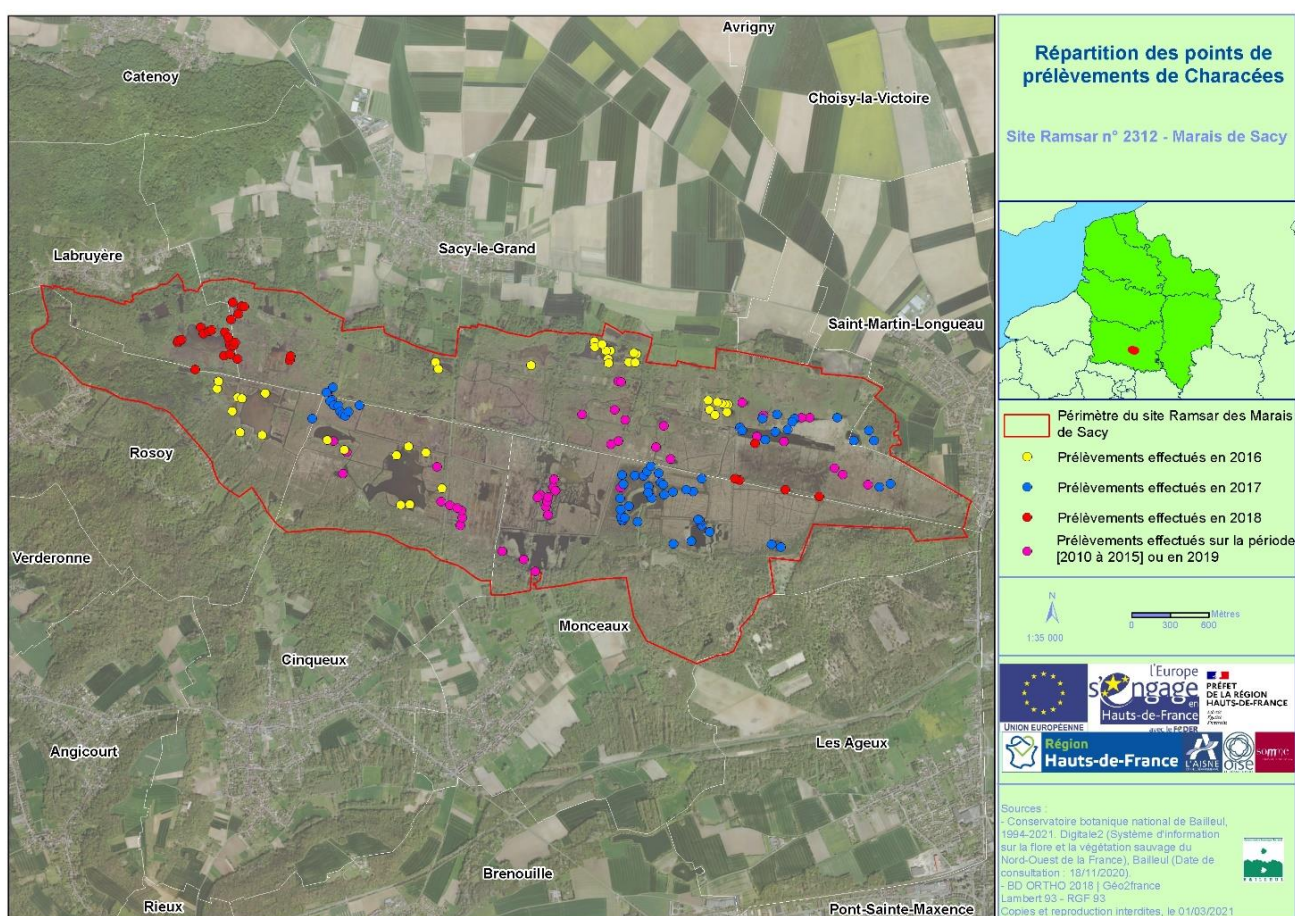 Avrigny
Catenoy
Choisy-la-Victoire
Sacy-le-Grand
Labruyère
Saint-Martin-Longueau
Rosoy
Verderonne
Monceaux
Cinqueux
Angicourt
Les Ageux
Brenouille
Rieux
Pont-Sainte-Maxence
Répartition des points de
prélèvements de Characées
Site Ramsar n° 2312 - Marais de Sacy
Périmètre du site Ramsar des Marais
de Sacy
Prélèvements effectués en 2016
Prélèvements effectués en 2017
Prélèvements effectués en 2018
Prélèvements effectués sur la période
[2010 à 2015] ou en 2019
N
1:35 000
Mètres
0 300 600
UNION EUROPÉENNE
l'Europe
s'engage
en
Hauts-de-France
avec le FEDER
PRÉFET
DE LA RÉGION
HAUTS-DE-FRANCE
Région
Hauts-de-France
L'AISNE
OISE
somme
Sources :
- Conservatoire botanique national de Bailleul,
1994-2021. Digitale2 (Système d'information
sur la flore et la végétation sauvage du
Nord-Ouest de la France), Bailleul (Date de
consultation : 18/11/2020).
- BD ORTHO 2018 | Géo2france
Lambert 93 - RGF 93
Copies et reproduction interdites, le 01/03/2021
BAILLEUL